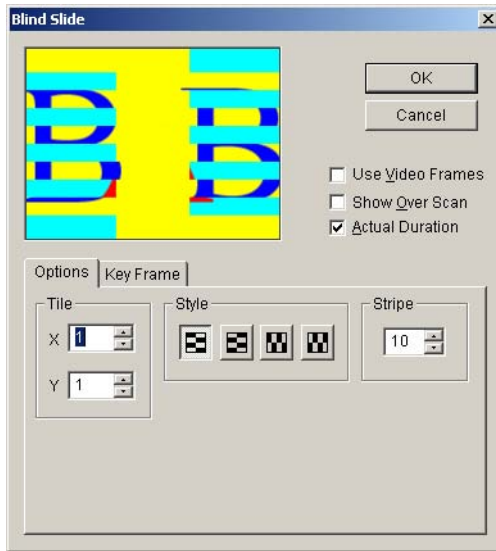 Blind Slide
OK
Cancel
Use Video Frames
Show Over Scan
Actual Duration
Options
Key Frame
Tile
X 1
Y 1
Style
Stripe
10